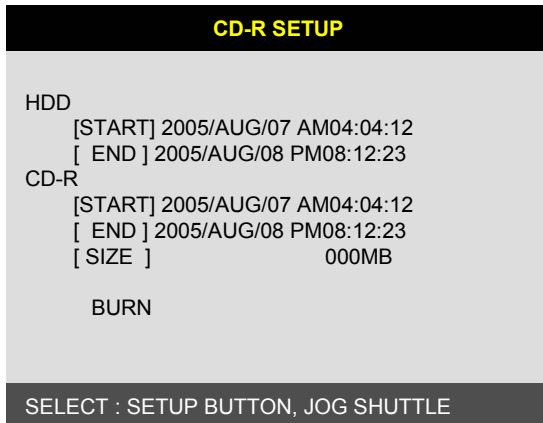 CD-R SETUP
HDD
[START] 2005/AUG/07 AM04:04:12
[ END ] 2005/AUG/08 PM08:12:23
CD-R
[START] 2005/AUG/07 AM04:04:12
[ END ] 2005/AUG/08 PM08:12:23
[ SIZE ] 000MB
BURN
SELECT : SETUP BUTTON, JOG SHUTTLE